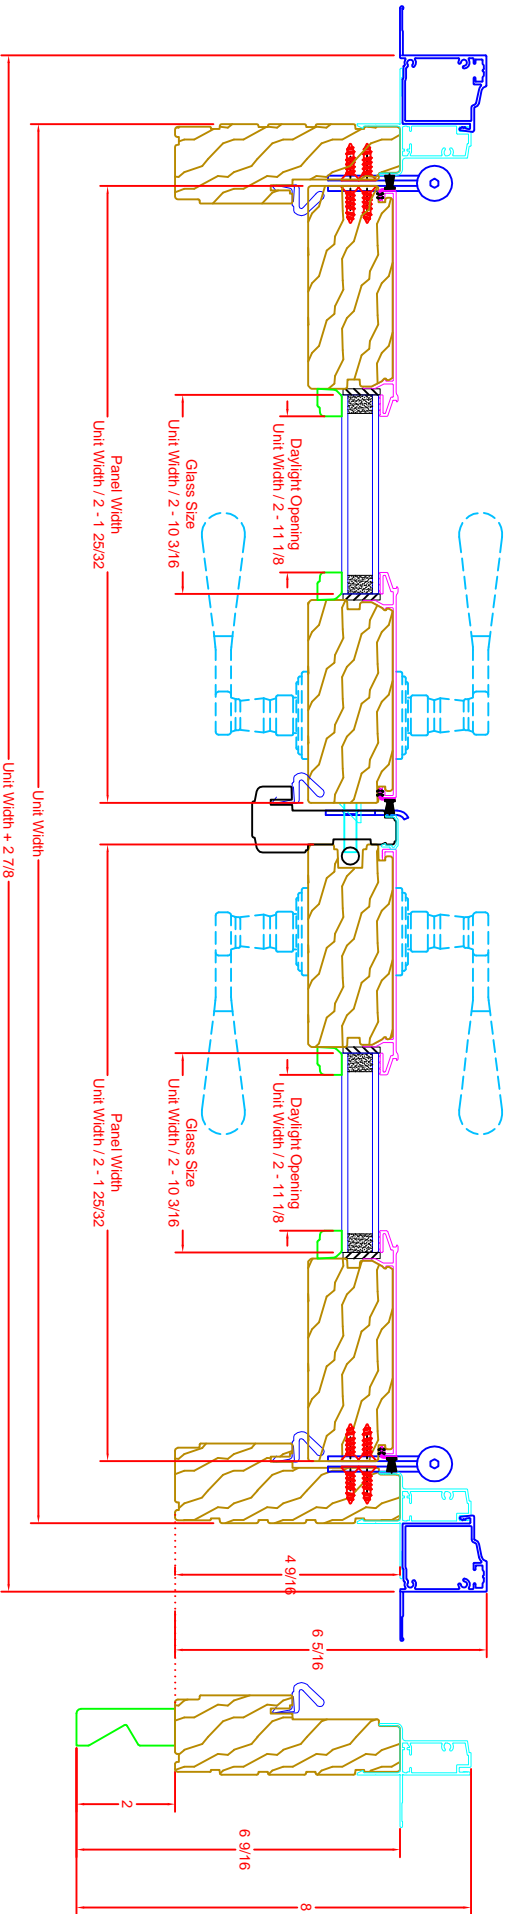 Daylight Opening
Unit Width / 2 - 11 1/8
Glass Size
Unit Width / 2 - 10 3/16
Panel Width
Unit Width / 2 - 1 25/32
Daylight Opening
Unit Width / 2 - 11 1/8
Glass Size
Unit Width / 2 - 10 3/16
Panel Width
Unit Width / 2 - 1 25/32
Unit Width
Unit Width + 2 7/8
4 9/16
6 5/16
2
6 9/16
8